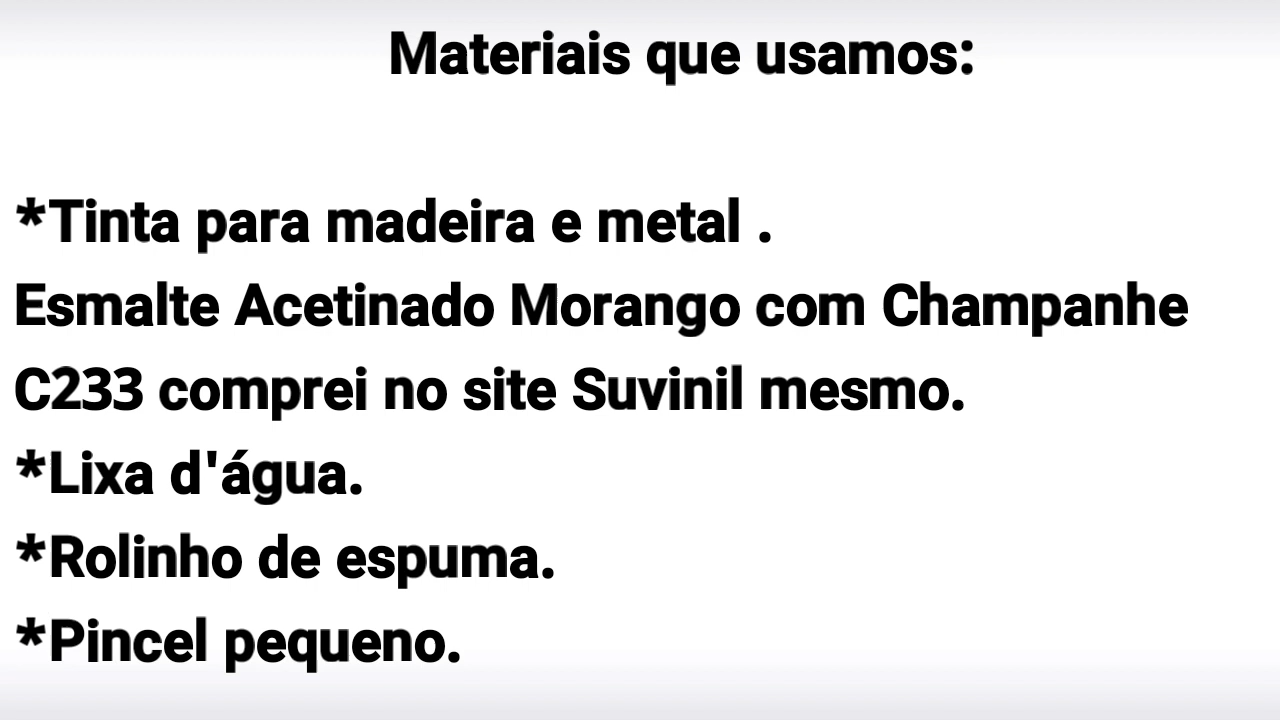 Materiais que usamos:
*Tinta para madeira e metal .
Esmalte Acetinado Morango com Champanhe
C233 comprei no site Suvinil mesmo.
*Lixa d'água.
*Rolinho de espuma.
*Pincel pequeno.